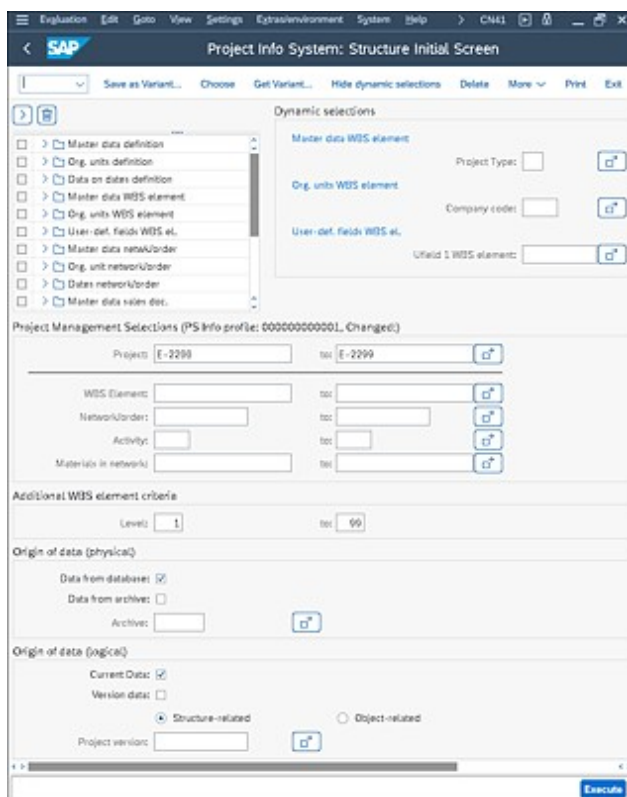 Evaluation Edit Goto View Settings Extras/environment System Help > CN41
SAP Project Info System: Structure Initial Screen
Save as Variant... Choose Get Variant... Hide dynamic selections Delete More Print Exit
Dynamic selections
Master data definition
Org. units definition
Data on dates definition
Master data WBS element
Org. units WBS element
User-def. fields WBS el.
Master data network/order
Org. unit network/order
Dates network/order
Master data sales doc.
Master data WBS element
Project Type:
Org. units WBS element
Company code:
User-def. fields WBS el.
Ufield 1 WBS element:
Project Management Selections (PS Info profile: 000000000001, Changed:)
Project: E-2298 to: E-2299
WBS Element: to:
Network/order: to:
Activity: to:
Materials in network: to:
Additional WBS element criteria
Level: 1 to: 99
Origin of data (physical)
Data from database:
Data from archive:
Archive:
Origin of data (logical)
Current Data:
Version data:
Structure-related Object-related
Project version:
Execute